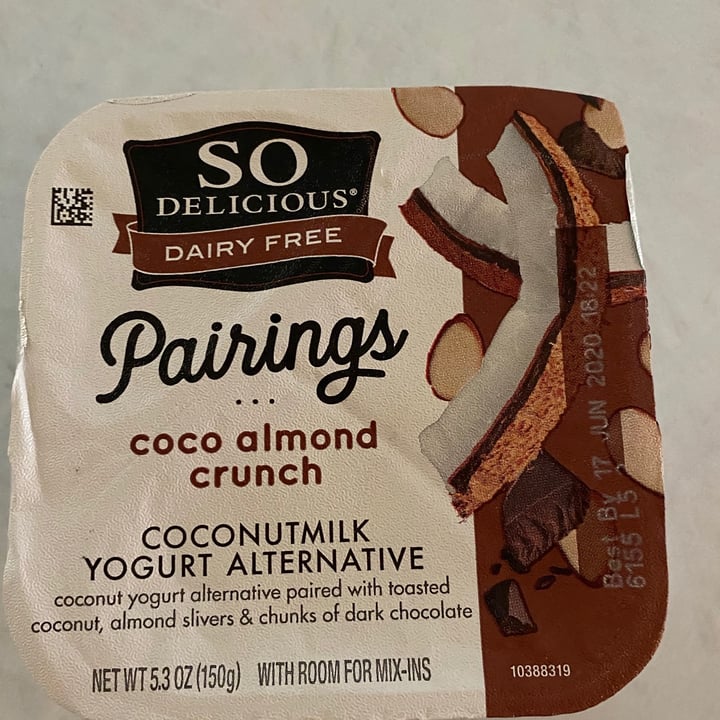 SO
DELICIOUS®
DAIRY FREE
Pairings
...
coco almond
crunch
COCONUTMILK
YOGURT ALTERNATIVE
coconut yogurt alternative paired with toasted
coconut, almond slivers & chunks of dark chocolate
NET WT 5.3 OZ (150g) WITH ROOM FOR MIX-INS
10388319
Best By 17 JUN 2020 18:22
6155 L5